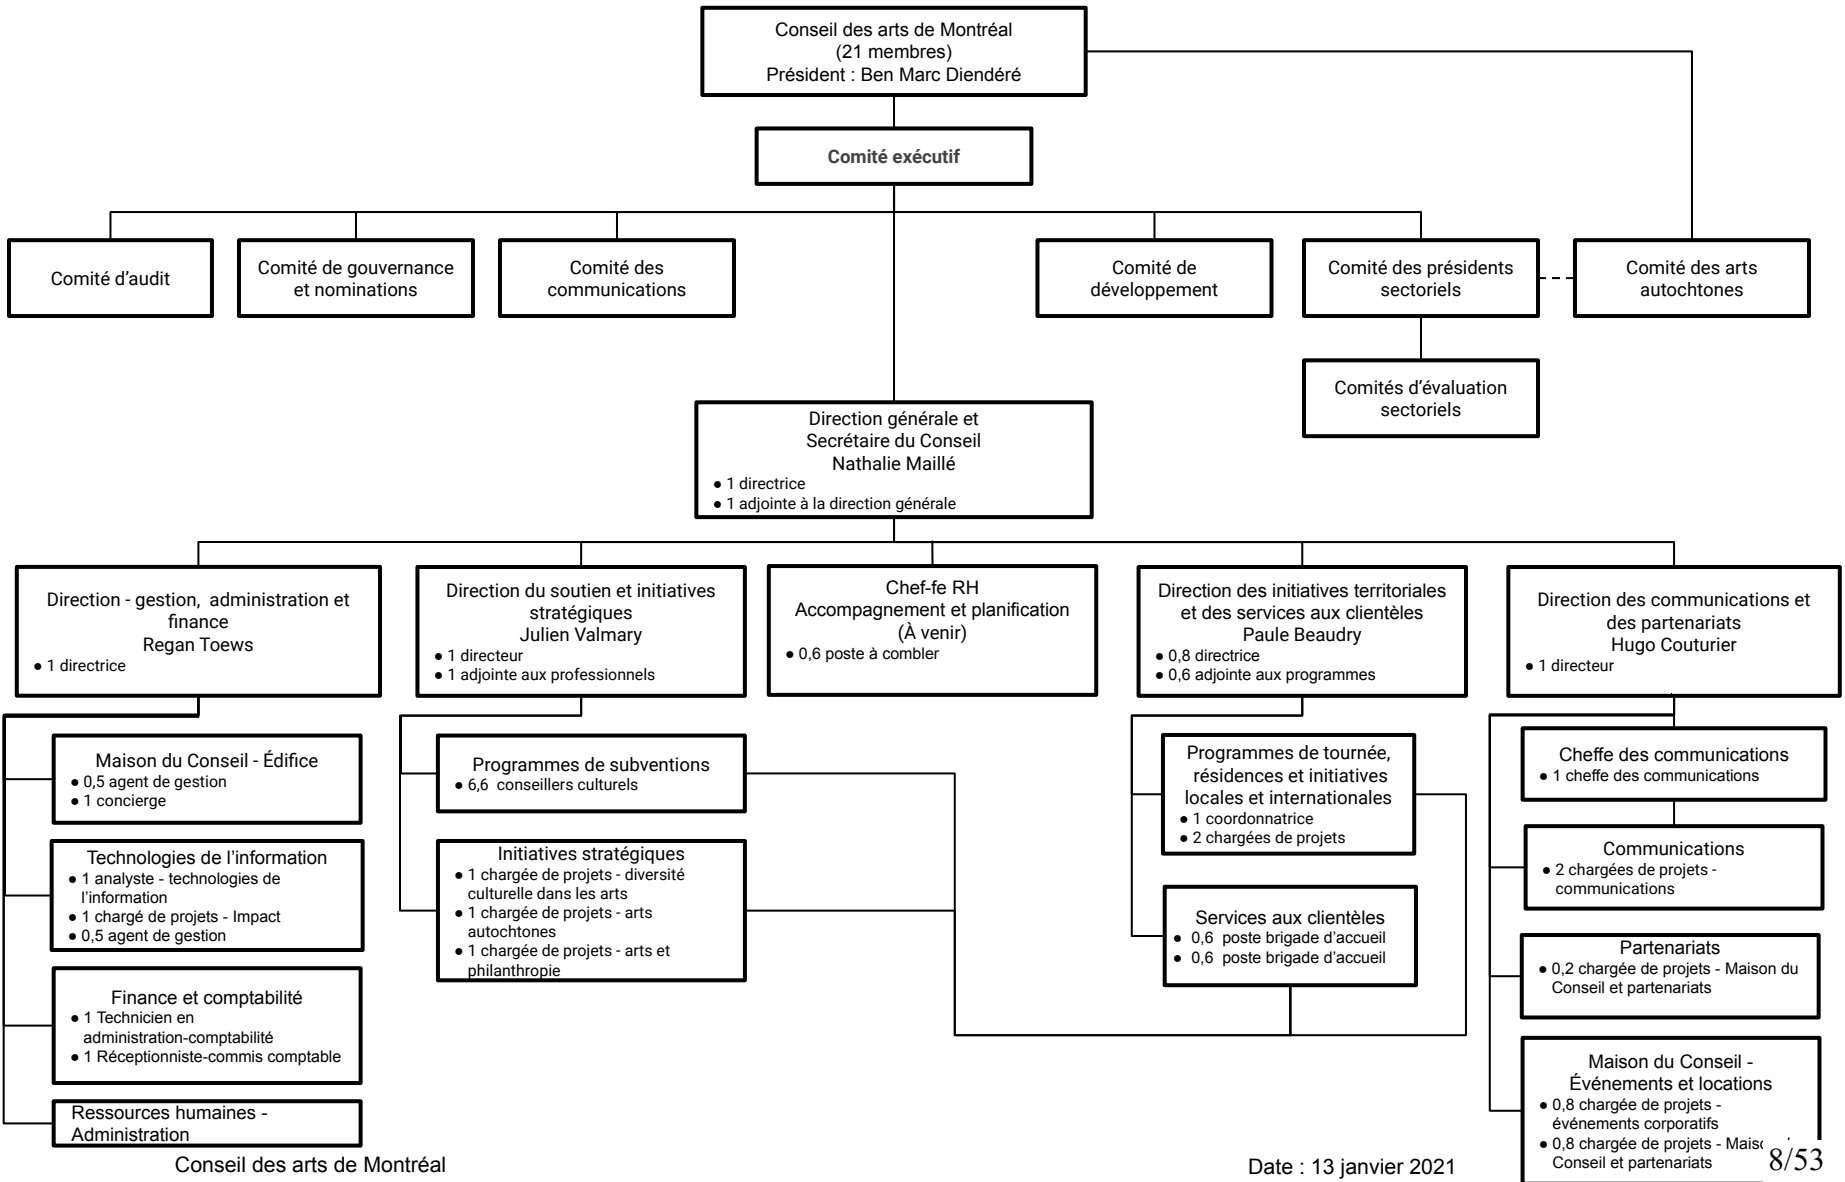 Conseil des arts de Montréal
(21 membres)
Président : Ben Marc Diendéré
Comité exécutif
Comité d'audit
Comité de gouvernance
et nominations
Comité des
communications
Comité de
développement
Comité des présidents
sectoriels
Comité des arts
autochtones
Comités d'évaluation
sectoriels
Direction générale et
Secrétaire du Conseil
Nathalie Maillé
● 1 directrice
● 1 adjointe à la direction générale
Direction - gestion, administration et
finance
Regan Toews
● 1 directrice
Direction du soutien et initiatives
stratégiques
Julien Valmary
● 1 directeur
● 1 adjointe aux professionnels
Chef-fe RH
Accompagnement et planification
(À venir)
● 0,6 poste à combler
Direction des initiatives territoriales
et des services aux clientèles
Paule Beaudry
● 0,8 directrice
● 0,6 adjointe aux programmes
Direction des communications et
des partenariats
Hugo Couturier
● 1 directeur
Maison du Conseil - Édifice
● 0,5 agent de gestion
● 1 concierge
Technologies de l'information
● 1 analyste - technologies de
l'information
● 1 chargé de projets - Impact
● 0,5 agent de gestion
Finance et comptabilité
● 1 Technicien en
administration-comptabilité
● 1 Réceptionniste-commis comptable
Ressources humaines -
Administration
Programmes de subventions
● 6,6 conseillers culturels
Initiatives stratégiques
● 1 chargée de projets - diversité
culturelle dans les arts
● 1 chargée de projets - arts
autochtones
● 1 chargée de projets - arts et
philanthropie
Programmes de tournée,
résidences et initiatives
locales et internationales
● 1 coordonnatrice
● 2 chargées de projets
Services aux clientèles
● 0,6 poste brigade d'accueil
● 0,6 poste brigade d'accueil
Cheffe des communications
● 1 cheffe des communications
Communications
● 2 chargées de projets -
communications
Partenariats
● 0,2 chargée de projets - Maison du
Conseil et partenariats
Maison du Conseil -
Événements et locations
● 0,8 chargée de projets -
événements corporatifs
● 0,8 chargée de projets -
Conseil et partenariats
Conseil des arts de Montréal
Date : 13 janvier 2021
8/53